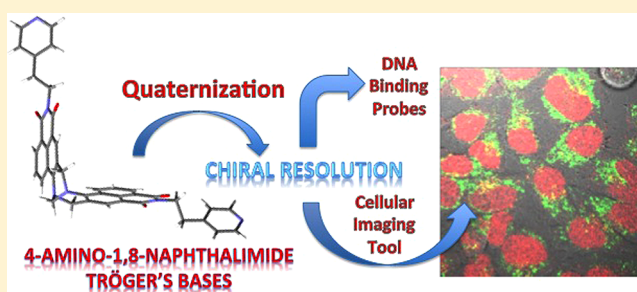 Quaternization
DNA
Binding
Probes
CHIRAL RESOLUTION
Cellular
Imaging
Tool
4-AMINO-1,8-NAPHTHALIMIDE
TRÖGER'S BASES